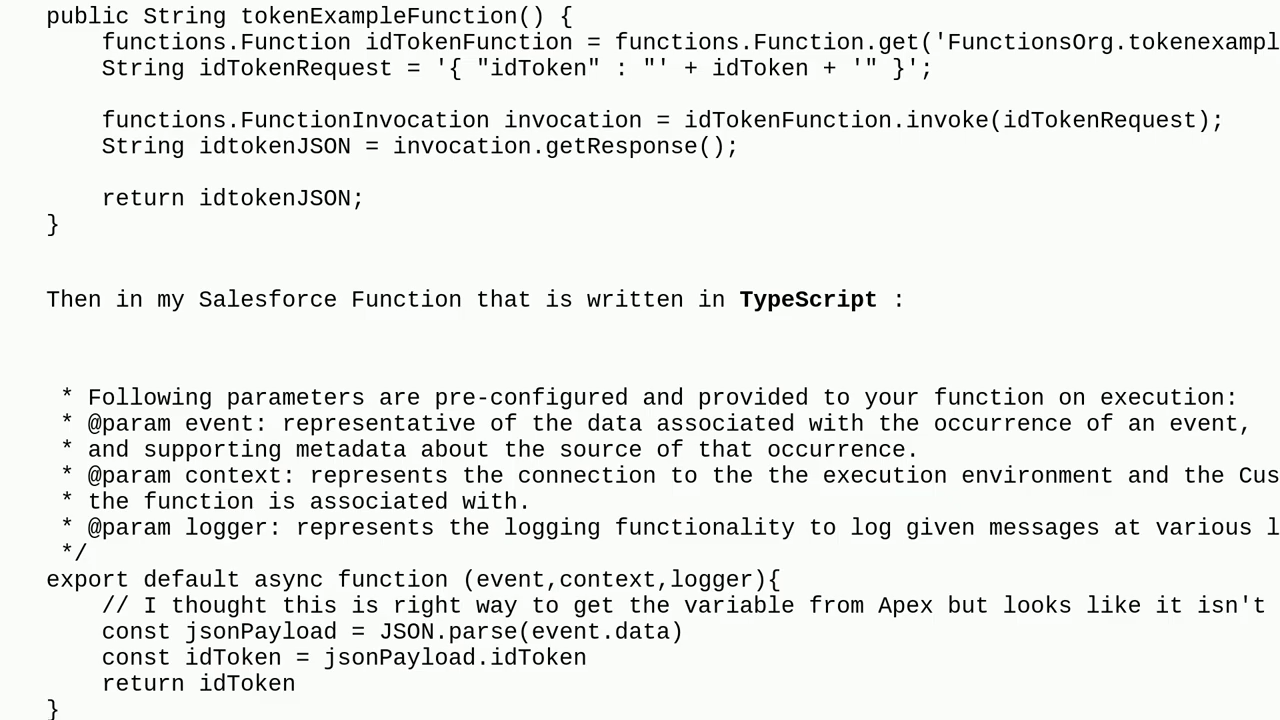 public String tokenExampleFunction() {
    functions.Function idTokenFunction = functions.Function.get('FunctionsOrg.tokenexampl
    String idTokenRequest = '{ "idToken" : "' + idToken + '" }';
    functions.FunctionInvocation invocation = idTokenFunction.invoke(idTokenRequest);
    String idtokenJSON = invocation.getResponse();
    return idtokenJSON;
}
Then in my Salesforce Function that is written in TypeScript :
 * Following parameters are pre-configured and provided to your function on execution:
 * @param event: representative of the data associated with the occurrence of an event,
 * and supporting metadata about the source of that occurrence.
 * @param context: represents the connection to the the execution environment and the Cus
 * the function is associated with.
 * @param logger: represents the logging functionality to log given messages at various l
 */
export default async function (event,context,logger){
    // I thought this is right way to get the variable from Apex but looks like it isn't
    const jsonPayload = JSON.parse(event.data)
    const idToken = jsonPayload.idToken
    return idToken
}